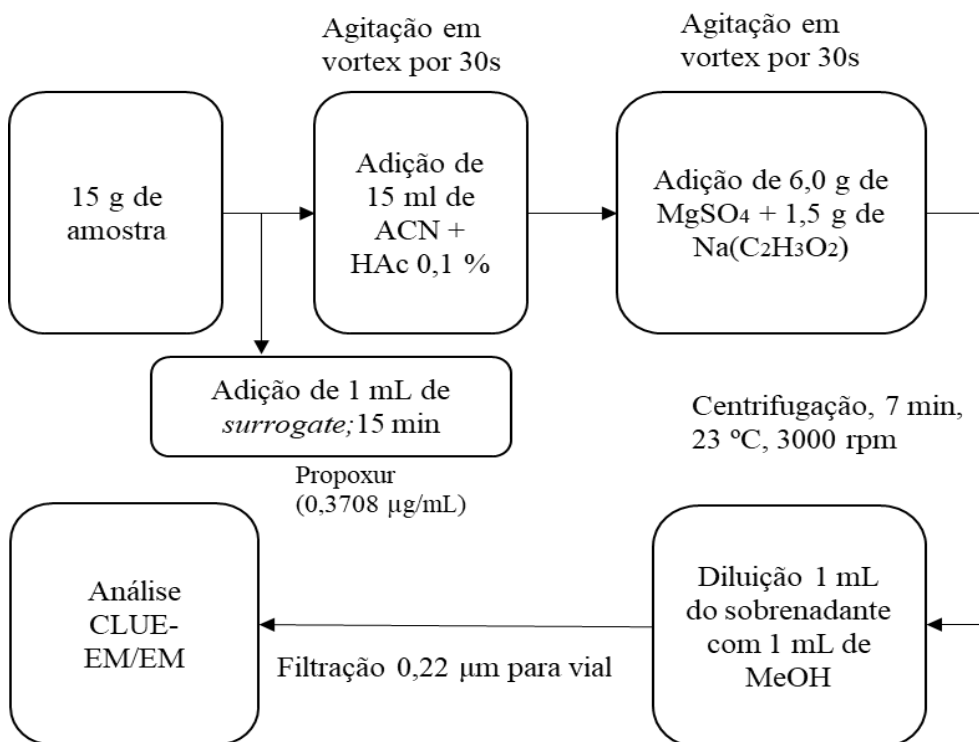 Agitação em
vortex por 30s
Agitação em
vortex por 30s
15 g de
amostra
Adição de
15 ml de
ACN +
HAc 0,1 %
Adição de 6,0 g de
MgSO₄ + 1,5 g de
Na(C₂H₃O₂)
Adição de 1 mL de
surrogate;15 min
Propoxur
(0,3708 µg/mL)
Centrifugação, 7 min,
23 ºC, 3000 rpm
Diluição 1 mL
do sobrenadante
com 1 mL de
MeOH
Filtração 0,22 µm para vial
Análise
CLUE-
EM/EM